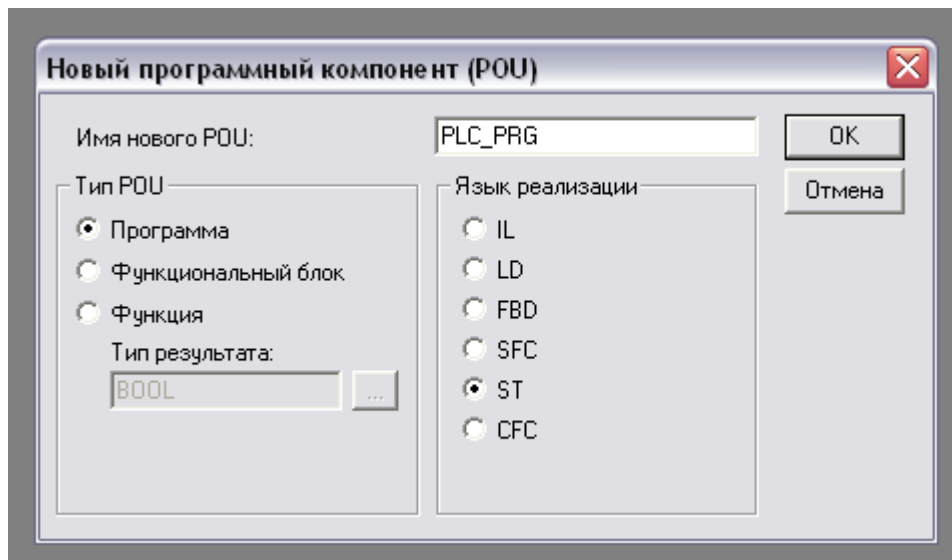 Новый программный компонент (POU)
Имя нового POU:
PLC_PRG
OK
Отмена
Тип POU
Программа
Функциональный блок
Функция
Тип результата:
BOOL
...
Язык реализации
IL
LD
FBD
SFC
ST
CFC